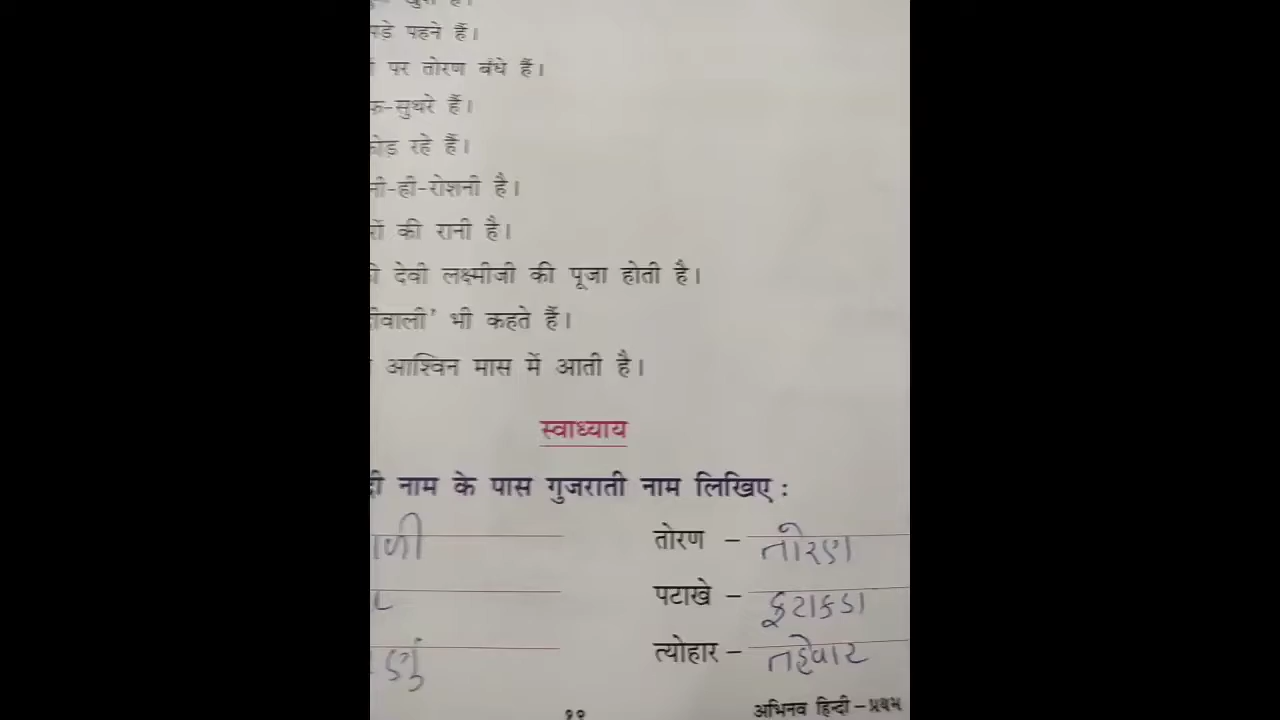 पड़े पहने हैं।
पर तोरण बंधे हैं।
क-सुथरे हैं।
फोड़ रहे हैं।
नी-ही-रोशनी है।
रों की रानी है।
देवी लक्ष्मीजी की पूजा होती है।
दीवाली' भी कहते हैं।
आश्विन मास में आती है।
स्वाध्याय
नाम के पास गुजराती नाम लिखिए :
ાળી तोरण – તોરણ
पटाखे – ફટાકડા
त्योहार – તહેવાર
अभिनव हिन्दी – प्रथम